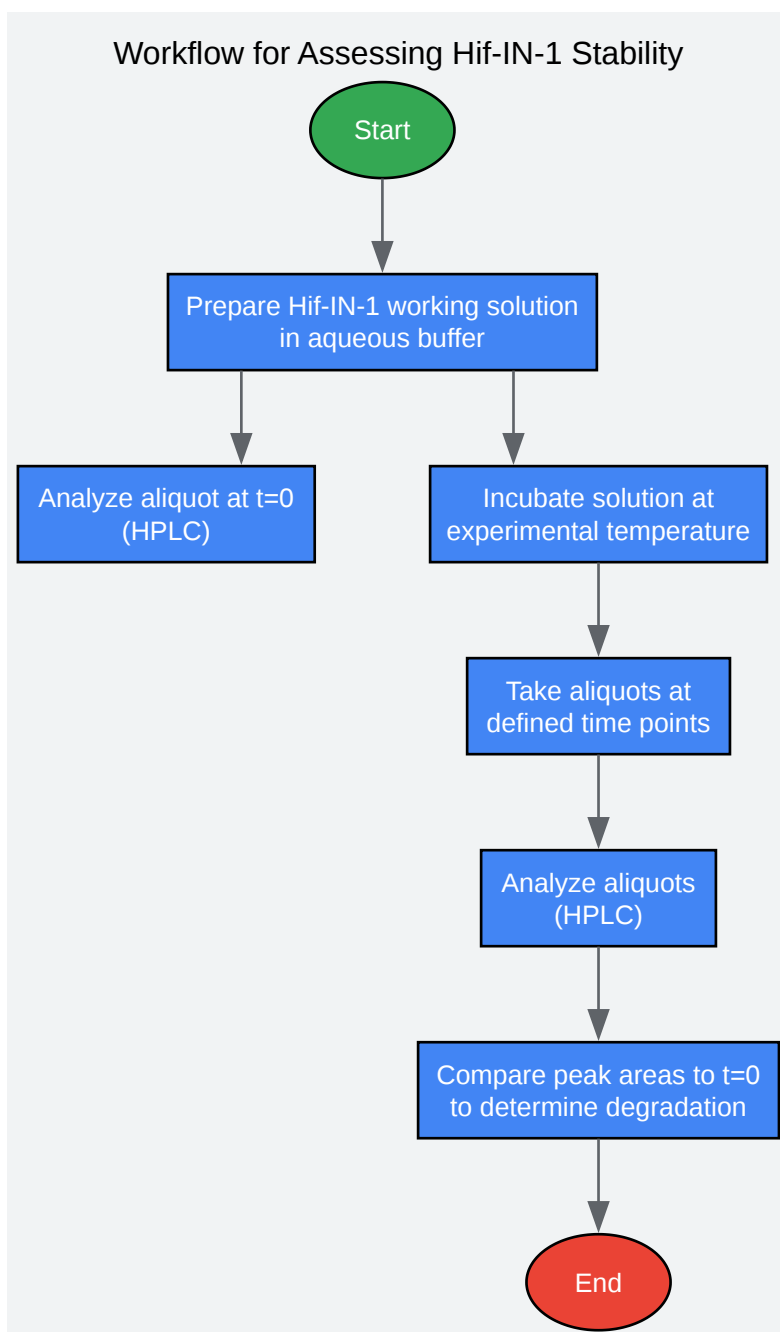 Workflow for Assessing Hif-IN-1 Stability
Start
Prepare Hif-IN-1 working solution
in aqueous buffer
Analyze aliquot at t=0
(HPLC)
Incubate solution at
experimental temperature
Take aliquots at
defined time points
Analyze aliquots
(HPLC)
Compare peak areas to t=0
to determine degradation
End